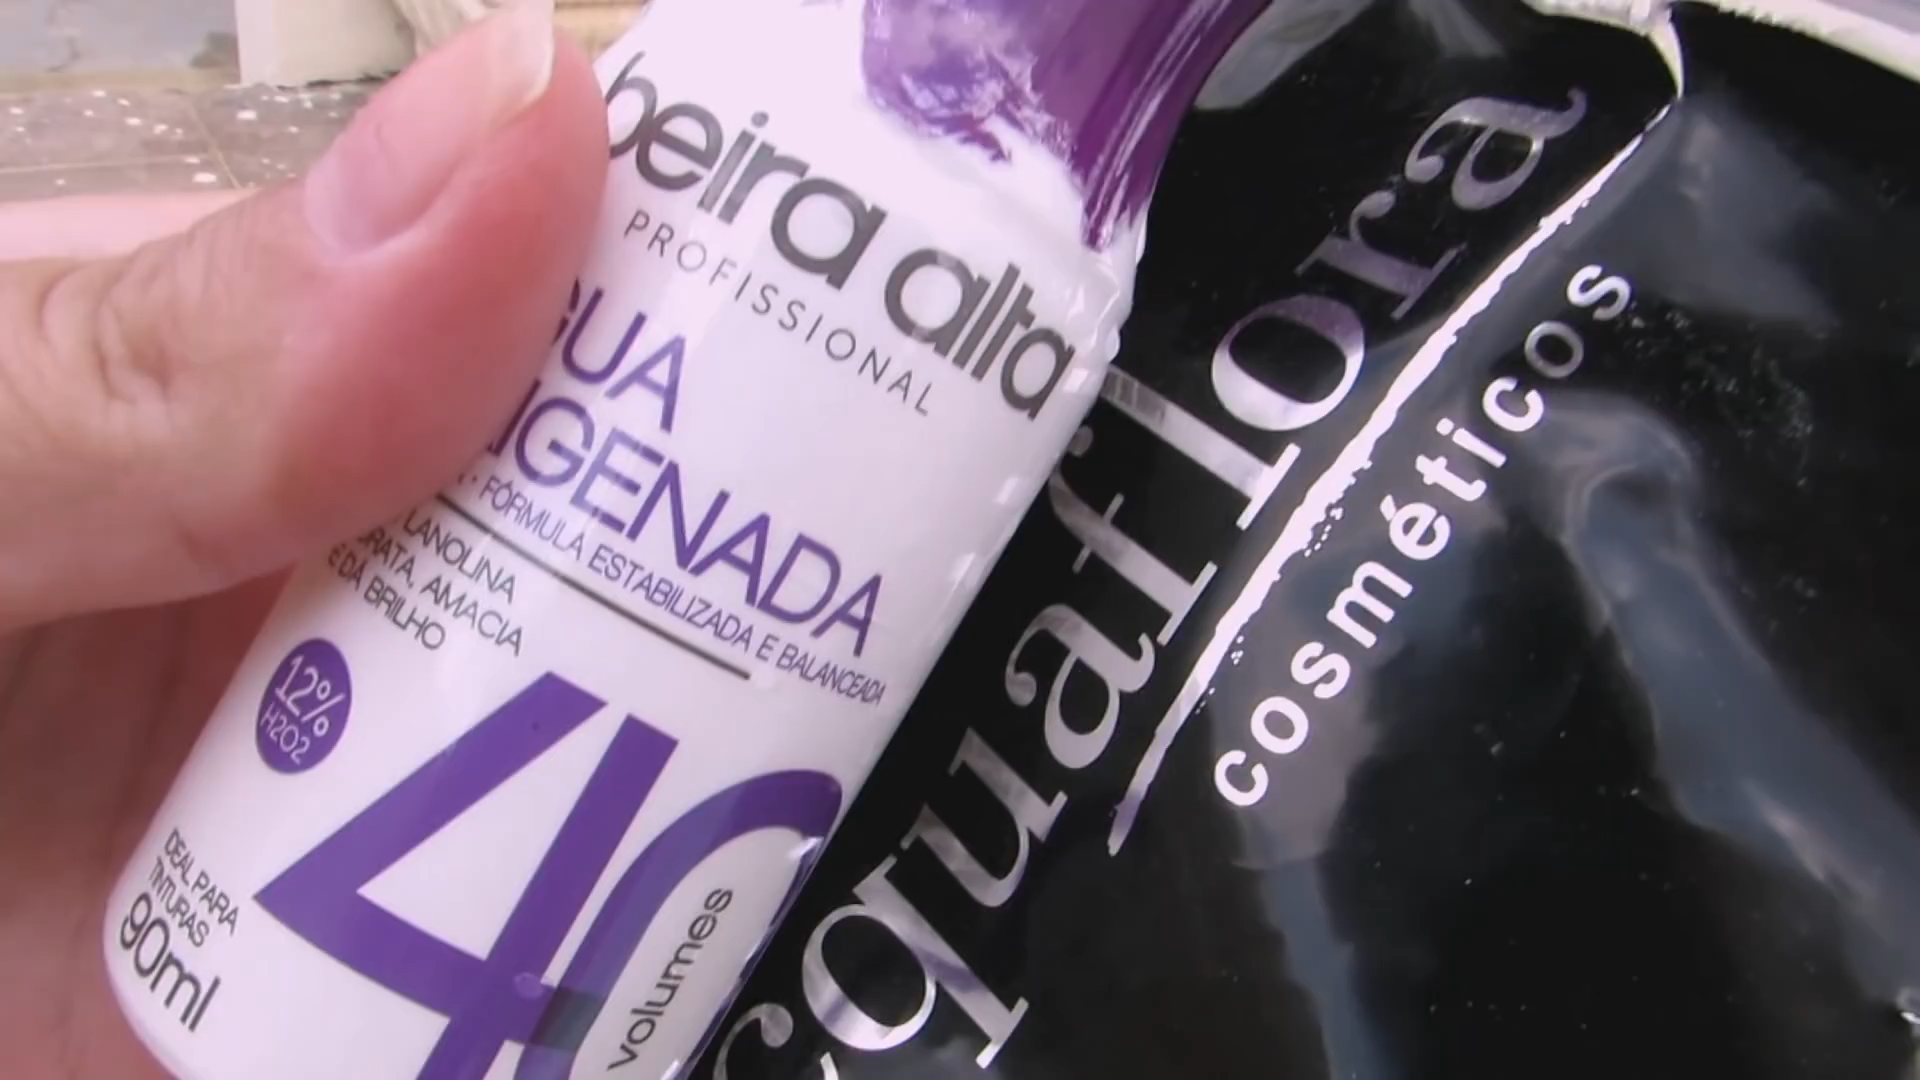 beira alta
PROFISSIONAL
GUA
IGENADA
· FÓRMULA ESTABILIZADA E BALANCEADA
LANOLINA
RATA, AMACIA
E DÁ BRILHO
12%
H2O2
40
volumes
IDEAL PARA
TINTURAS
90ml
cquaflora
cosméticos